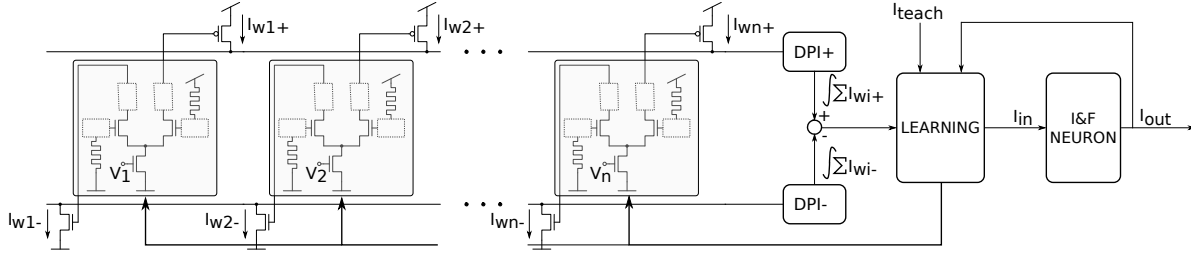 Iw1+
Iw2+
Iwn+
Iteach
DPI+
∫∑Iwi+
+
-
LEARNING
Iin
I&F
NEURON
Iout
V1
V2
Vn
∫∑Iwi-
DPI-
Iw1-
Iw2-
Iwn-